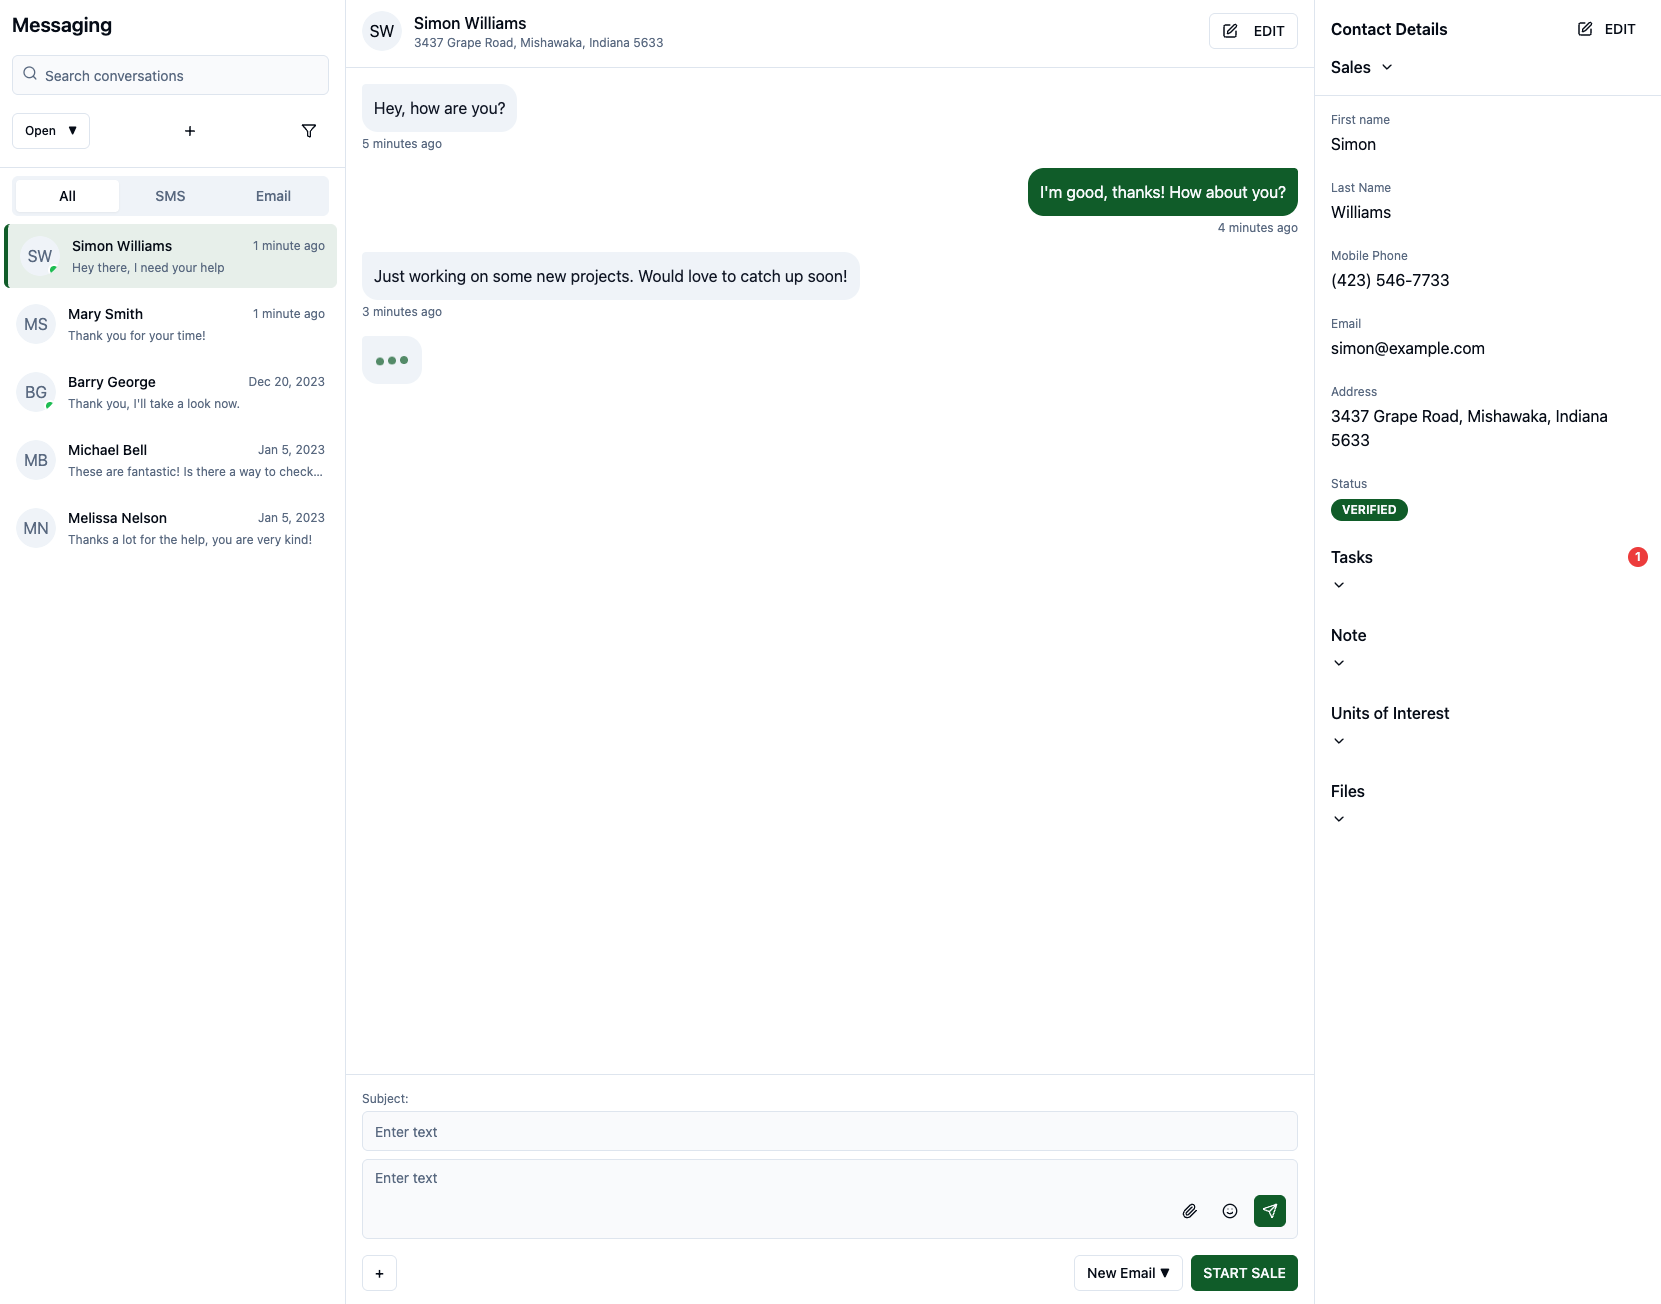 Messaging
Search conversations
Open ▼
+
All
SMS
Email
SW
Simon Williams
1 minute ago
Hey there, I need your help
MS
Mary Smith
1 minute ago
Thank you for your time!
BG
Barry George
Dec 20, 2023
Thank you, I'll take a look now.
MB
Michael Bell
Jan 5, 2023
These are fantastic! Is there a way to check...
MN
Melissa Nelson
Jan 5, 2023
Thanks a lot for the help, you are very kind!
SW
Simon Williams
3437 Grape Road, Mishawaka, Indiana 5633
EDIT
Hey, how are you?
5 minutes ago
I'm good, thanks! How about you?
4 minutes ago
Just working on some new projects. Would love to catch up soon!
3 minutes ago
Subject:
Enter text
Enter text
+
New Email ▼
START SALE
Contact Details
EDIT
Sales
First name
Simon
Last Name
Williams
Mobile Phone
(423) 546-7733
Email
simon@example.com
Address
3437 Grape Road, Mishawaka, Indiana
5633
Status
VERIFIED
Tasks
1
Note
Units of Interest
Files